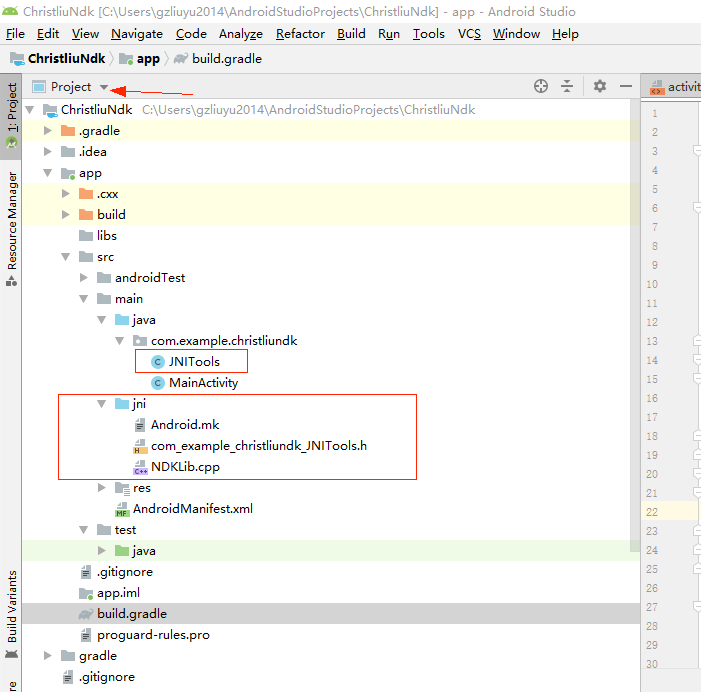 ChristliuNdk [C:\Users\gzliuyu2014\AndroidStudioProjects\ChristliuNdk] - app - Android Studio
File Edit View Navigate Code Analyze Refactor Build Run Tools VCS Window Help
ChristliuNdk app build.gradle
Project
activit
1: Project
Resource Manager
Build Variants
re
ChristliuNdk C:\Users\gzliuyu2014\AndroidStudioProjects\ChristliuNdk
.gradle
.idea
app
.cxx
build
libs
src
androidTest
main
java
com.example.christliundk
C JNITools
C MainActivity
jni
Android.mk
H com_example_christliundk_JNITools.h
C++ NDKLib.cpp
res
MF AndroidManifest.xml
test
java
.gitignore
app.iml
build.gradle
proguard-rules.pro
gradle
.gitignore
1
2
3
4
5
6
7
8
9
10
11
12
13
14
15
16
17
18
19
20
21
22
23
24
25
26
27
28
29
30